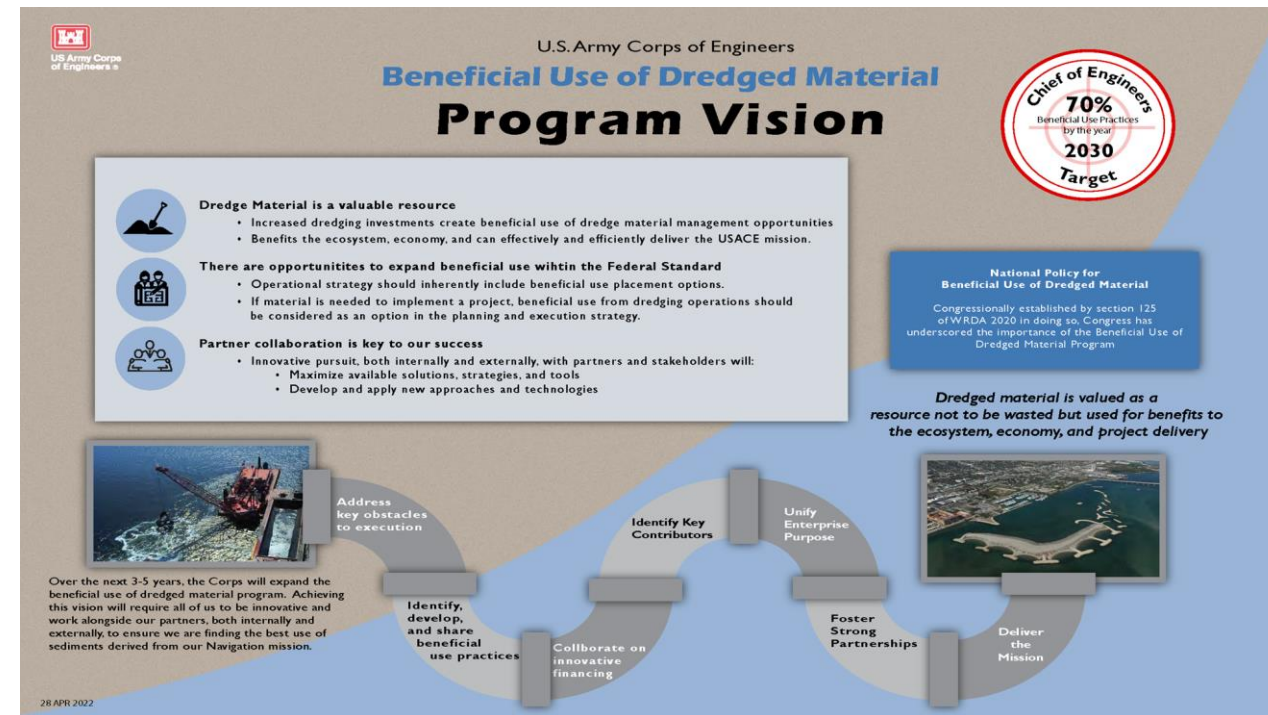 US Army Corps
of Engineers ®
U.S. Army Corps of Engineers
Beneficial Use of Dredged Material
Program Vision
Chief of Engineers
70%
Beneficial Use Practices
by the year
2030
Target
Dredge Material is a valuable resource
• Increased dredging investments create beneficial use of dredge material management opportunities
• Benefits the ecosystem, economy, and can effectively and efficiently deliver the USACE mission.
There are opportunitites to expand beneficial use wihtin the Federal Standard
• Operational strategy should inherently include beneficial use placement options.
• If material is needed to implement a project, beneficial use from dredging operations should
be considered as an option in the planning and execution strategy.
Partner collaboration is key to our success
• Innovative pursuit, both internally and externally, with partners and stakeholders will:
• Maximize available solutions, strategies, and tools
• Develop and apply new approaches and technologies
National Policy for
Beneficial Use of Dredged Material
Congressionally established by section 125
of WRDA 2020 in doing so, Congress has
underscored the importance of the Beneficial Use of
Dredged Material Program
Dredged material is valued as a
resource not to be wasted but used for benefits to
the ecosystem, economy, and project delivery
Over the next 3-5 years, the Corps will expand the
beneficial use of dredged material program. Achieving
this vision will require all of us to be innovative and
work alongside our partners, both internally and
externally, to ensure we are finding the best use of
sediments derived from our Navigation mission.
Address
key obstacles
to execution
Identify,
develop,
and share
beneficial
use practices
Collborate on
innovative
financing
Identify Key
Contributors
Unify
Enterprise
Purpose
Foster
Strong
Partnerships
Deliver
the
Mission
28 APR 2022